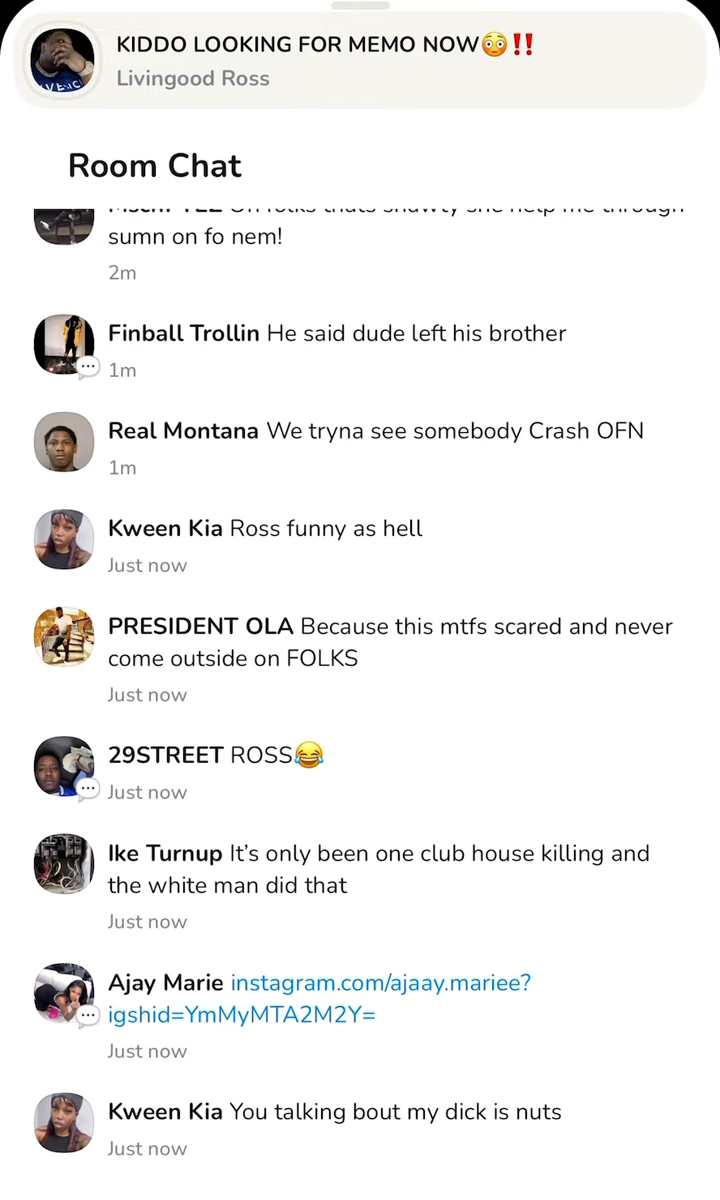 KIDDO LOOKING FOR MEMO NOW😳‼️
Livingood Ross
Room Chat
sumn on fo nem!
2m
Finball Trollin He said dude left his brother
1m
Real Montana We tryna see somebody Crash OFN
1m
Kween Kia Ross funny as hell
Just now
PRESIDENT OLA Because this mtfs scared and never
come outside on FOLKS
Just now
29STREET ROSS😂
Just now
Ike Turnup It’s only been one club house killing and
the white man did that
Just now
Ajay Marie instagram.com/ajaay.mariee?
igshid=YmMyMTA2M2Y=
Just now
Kween Kia You talking bout my dick is nuts
Just now